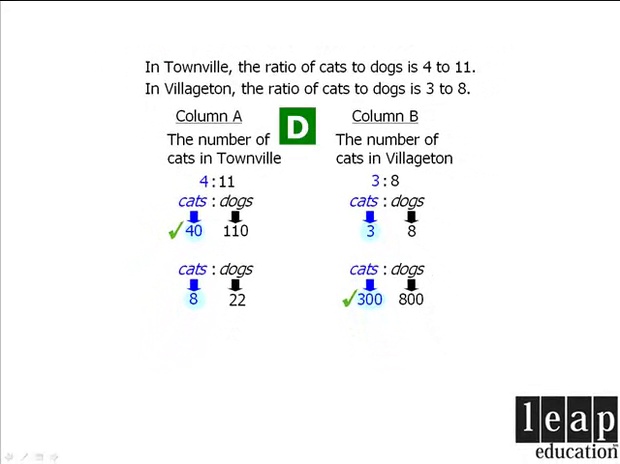 In Townville, the ratio of cats to dogs is 4 to 11.
In Villageton, the ratio of cats to dogs is 3 to 8.
Column A
D
Column B
The number of
cats in Townville
The number of
cats in Villageton
4:11
3:8
cats : dogs
cats : dogs
40 110
3 8
cats : dogs
cats : dogs
8 22
300 800
leap
education